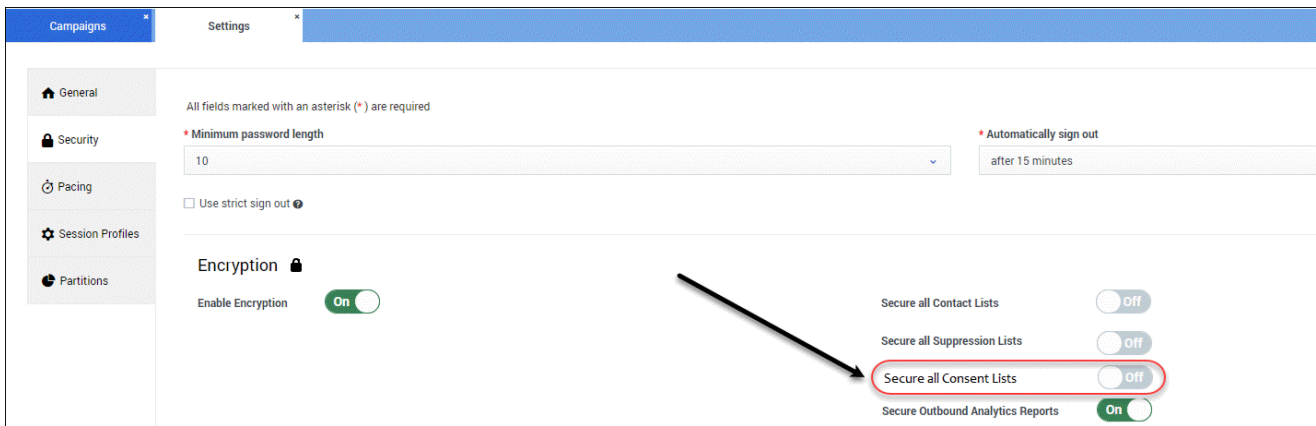 Campaigns
×
Settings
×
General
Security
Pacing
Session Profiles
Partitions
All fields marked with an asterisk (*) are required
* Minimum password length
10
* Automatically sign out
after 15 minutes
Use strict sign out ?
Encryption
Enable Encryption On
Secure all Contact Lists Off
Secure all Suppression Lists Off
Secure all Consent Lists Off
Secure Outbound Analytics Reports On